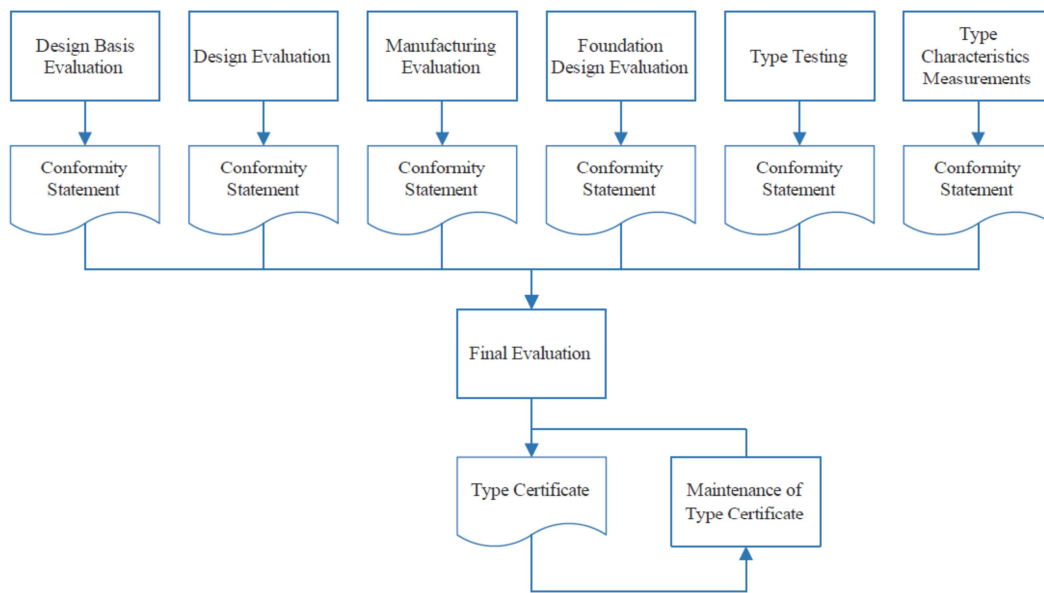 Design Basis
Evaluation
Design Evaluation
Manufacturing
Evaluation
Foundation
Design Evaluation
Type Testing
Type
Characteristics
Measurements
Conformity
Statement
Conformity
Statement
Conformity
Statement
Conformity
Statement
Conformity
Statement
Conformity
Statement
Final Evaluation
Type Certificate
Maintenance of
Type Certificate